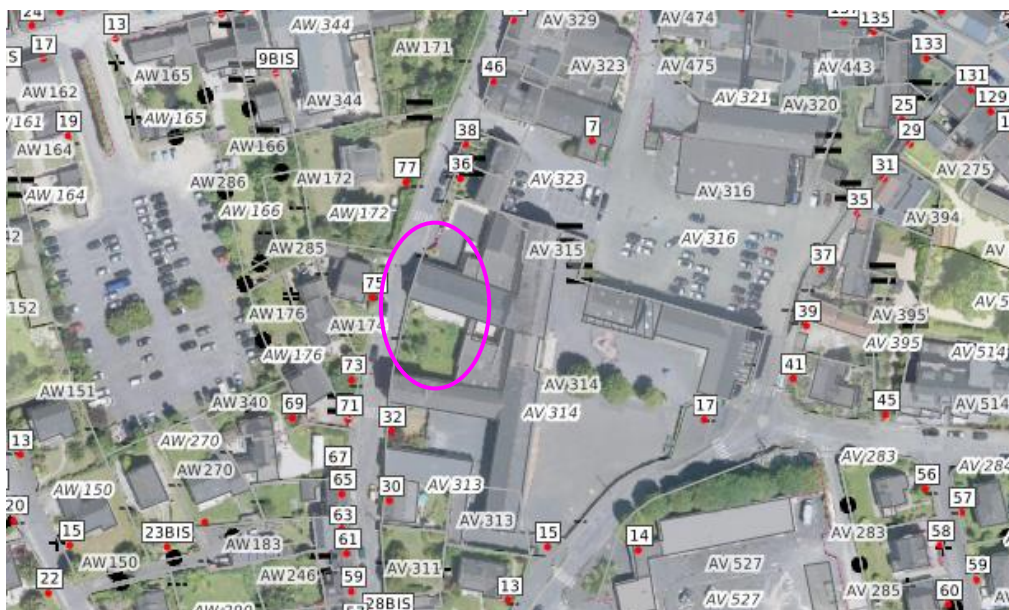 24
13
AW 344
AW171
AV 329
AV 474
135
17
S
AW165
9BIS
46
AV 323
AV 475
AV 443
133
AW162
AW 344
AV 321
AV 320
131
129
AW 165
19
AW164
AW166
38
7
25
29
77
36
31
AV 275
AW286
AW172
AV 323
AV 316
AW 164
AW 166
AW 172
35
AV 394
AV
AV 316
42
AW285
AV 315
37
75
152
AW176
AW174
39
AV 395
AV 395
AV 514
AW 176
41
AW151
73
AV 314
AW340
69
71
32
AV 314
17
45
AV 514
13
AW 270
67
AV 283
AW270
AW 150
65
30
AV 313
56
AV 284
20
57
63
AV 313
15
23BIS
AW183
61
15
14
AV 283
58
AW150
AW246
59
AV 311
AV 527
59
22
28BIS
13
AV 527
AV 285
60